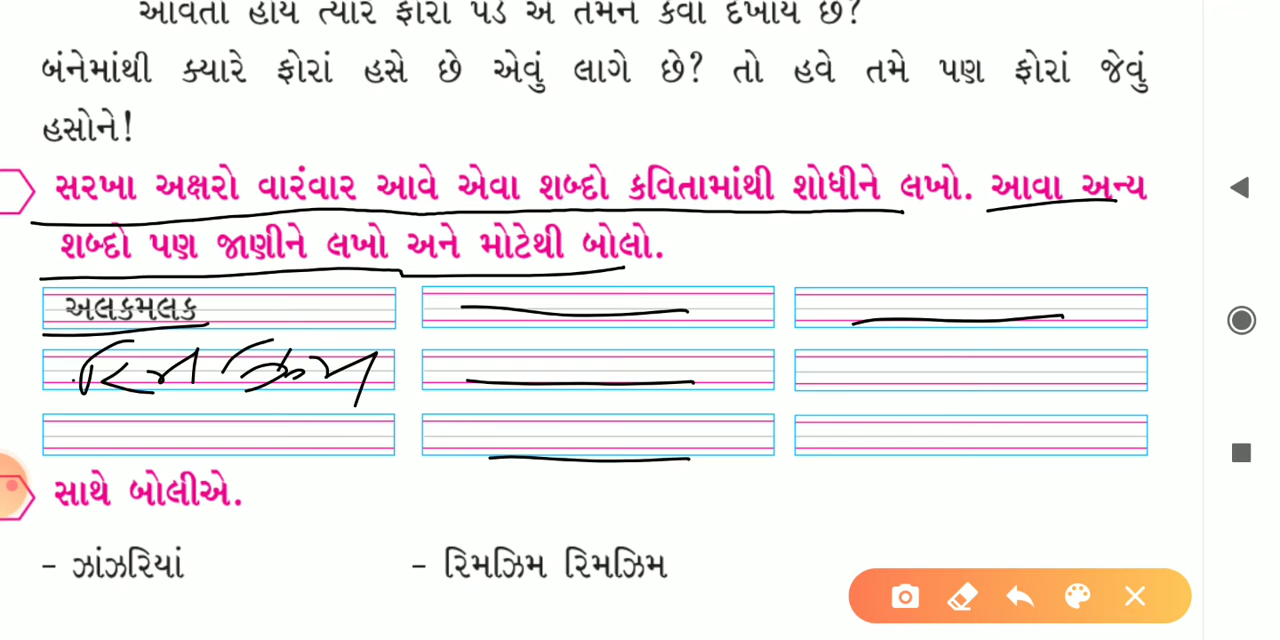 આવતો હોય ત્યારે ફોરાં પડે એ તમને કેવાં દેખાય છે?
બંનેમાંથી ક્યારે ફોરાં હસે છે એવું લાગે છે? તો હવે તમે પણ ફોરાં જેવું
હસોને!
સરખા અક્ષરો વારંવાર આવે એવા શબ્દો કવિતામાંથી શોધીને લખો. આવા અન્ય
શબ્દો પણ જાણીને લખો અને મોટેથી બોલો.
અલકમલક
સાથે બોલીએ.
- ઝાંઝરિયાં - રિમઝિમ રિમઝિમ